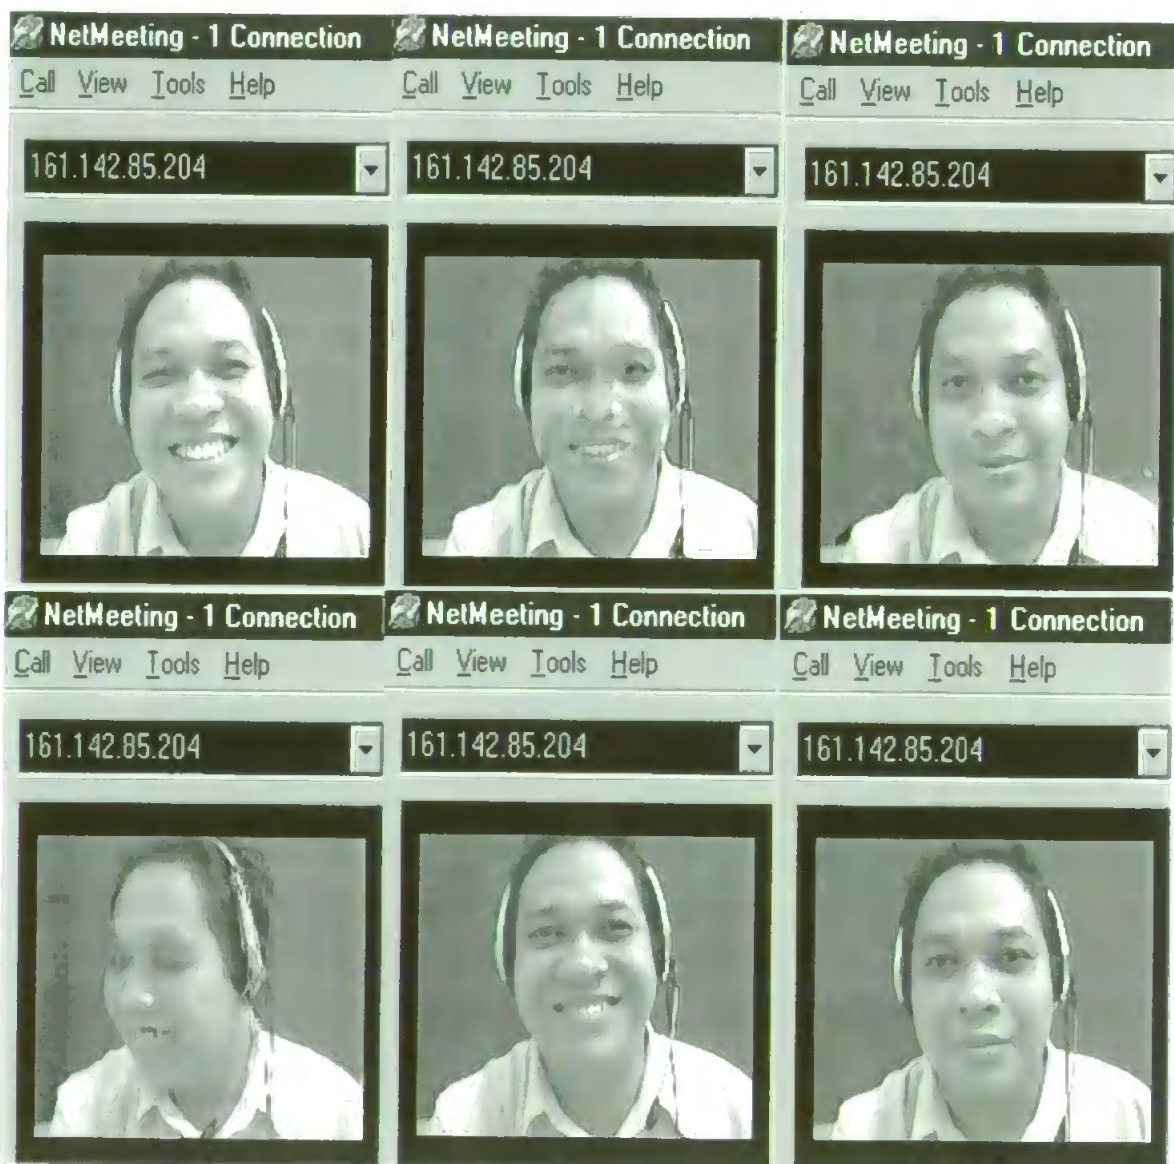 NetMeeting - 1 Connection
Call View Tools Help
161.142.85.204
NetMeeting - 1 Connection
Call View Tools Help
161.142.85.204
NetMeeting - 1 Connection
Call View Tools Help
161.142.85.204
NetMeeting - 1 Connection
Call View Tools Help
161.142.85.204
NetMeeting - 1 Connection
Call View Tools Help
161.142.85.204
NetMeeting - 1 Connection
Call View Tools Help
161.142.85.204